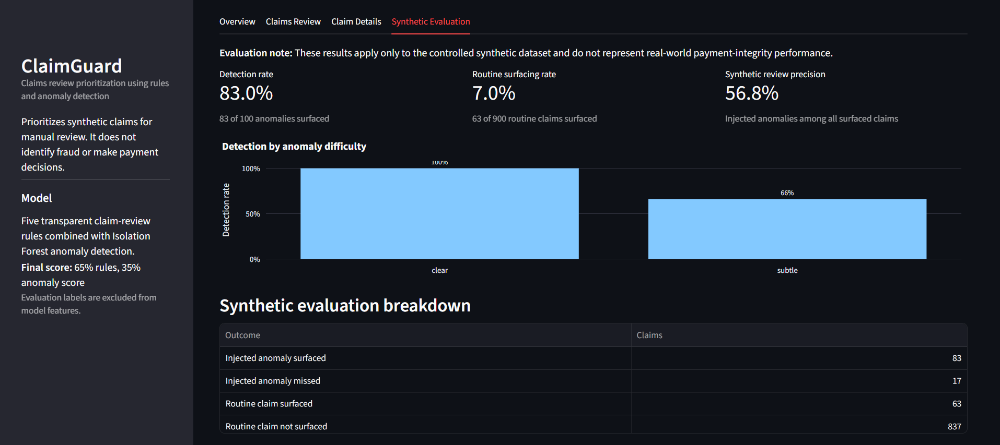 ClaimGuard
Claims review prioritization using rules
and anomaly detection
Prioritizes synthetic claims for
manual review. It does not
identify fraud or make payment
decisions.
Model
Five transparent claim-review
rules combined with Isolation
Forest anomaly detection.
Final score: 65% rules, 35%
anomaly score
Evaluation labels are excluded from
model features.
Overview Claims Review Claim Details Synthetic Evaluation
Evaluation note: These results apply only to the controlled synthetic dataset and do not represent real-world payment-integrity performance.
Detection rate
83.0%
83 of 100 anomalies surfaced
Routine surfacing rate
7.0%
63 of 900 routine claims surfaced
Synthetic review precision
56.8%
Injected anomalies among all surfaced claims
Detection by anomaly difficulty
Detection rate
100%
50%
0%
100%
66%
clear
subtle
Synthetic evaluation breakdown
Outcome Claims
Injected anomaly surfaced 83
Injected anomaly missed 17
Routine claim surfaced 63
Routine claim not surfaced 837